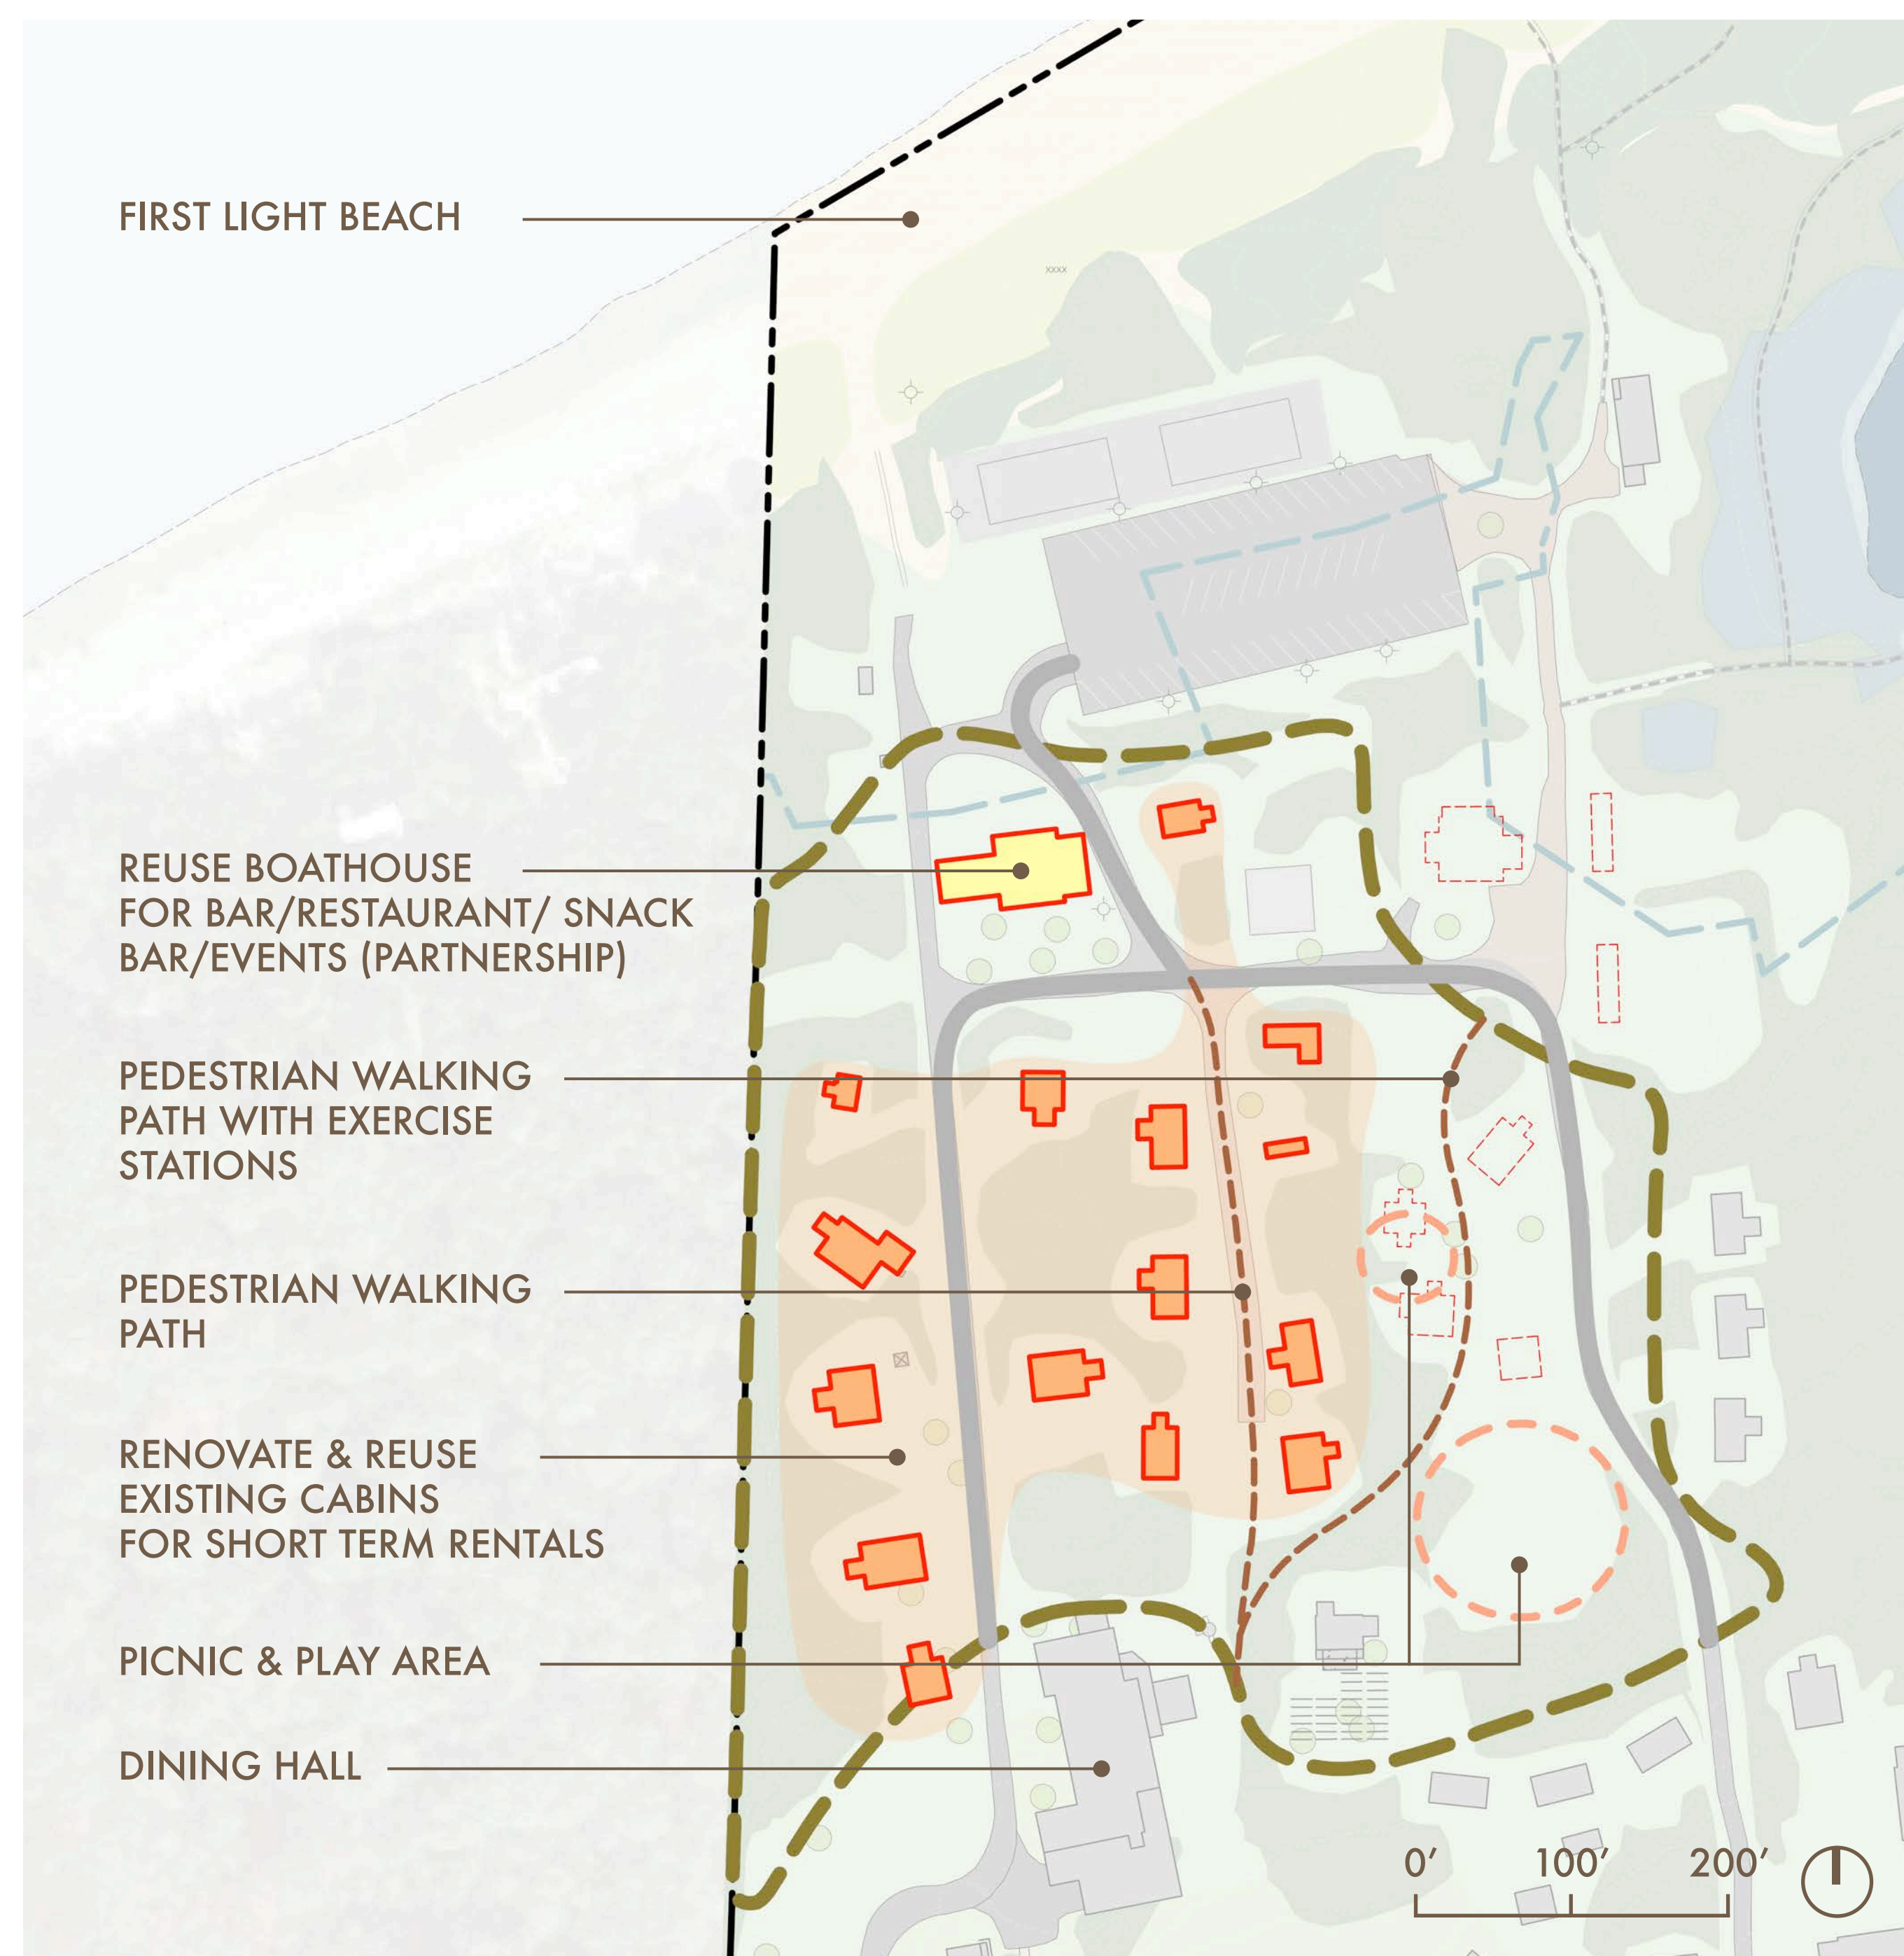 FIRST LIGHT BEACH
xxxx
REUSE BOATHOUSE
FOR BAR/RESTAURANT/ SNACK
BAR/EVENTS (PARTNERSHIP)
PEDESTRIAN WALKING
PATH WITH EXERCISE
STATIONS
PEDESTRIAN WALKING
PATH
RENOVATE & REUSE
EXISTING CABINS
FOR SHORT TERM RENTALS
PICNIC & PLAY AREA
DINING HALL
0′ 100′ 200′